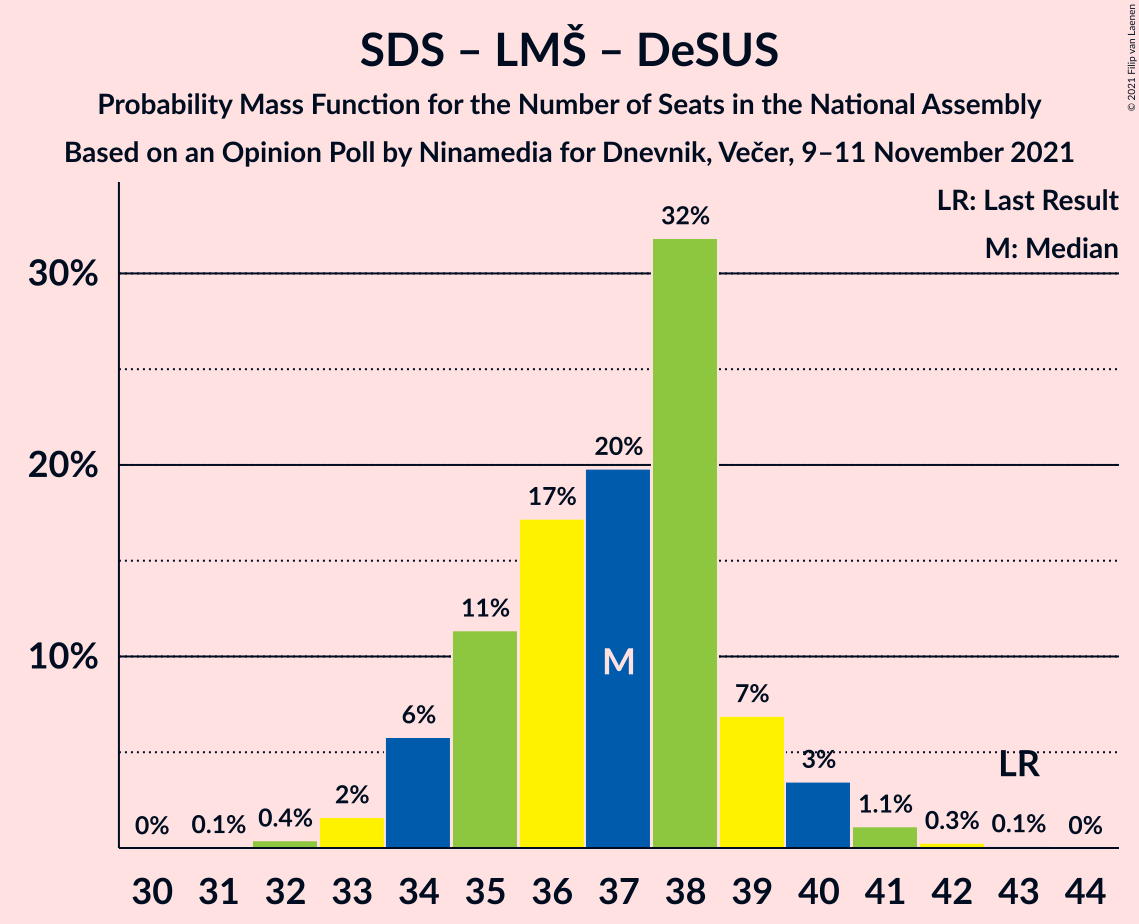 SDS – LMŠ – DeSUS
Probability Mass Function for the Number of Seats in the National Assembly
Based on an Opinion Poll by Ninamedia for Dnevnik, Večer, 9–11 November 2021
© 2021 Filip van Laenen
LR: Last Result
M: Median
30%
20%
10%
0%
0.1%
0.4%
2%
6%
11%
17%
20%
32%
7%
3%
1.1%
0.3%
0.1%
0%
M
LR
30 31 32 33 34 35 36 37 38 39 40 41 42 43 44